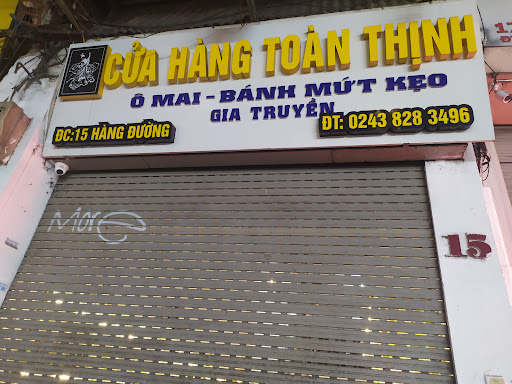 CỬA HÀNG TOÀN THỊNH
Ô MAI - BÁNH MỨT KẸO
GIA TRUYỀN
ĐC:15 HÀNG ĐƯỜNG
ĐT: 0243 828 3496
15